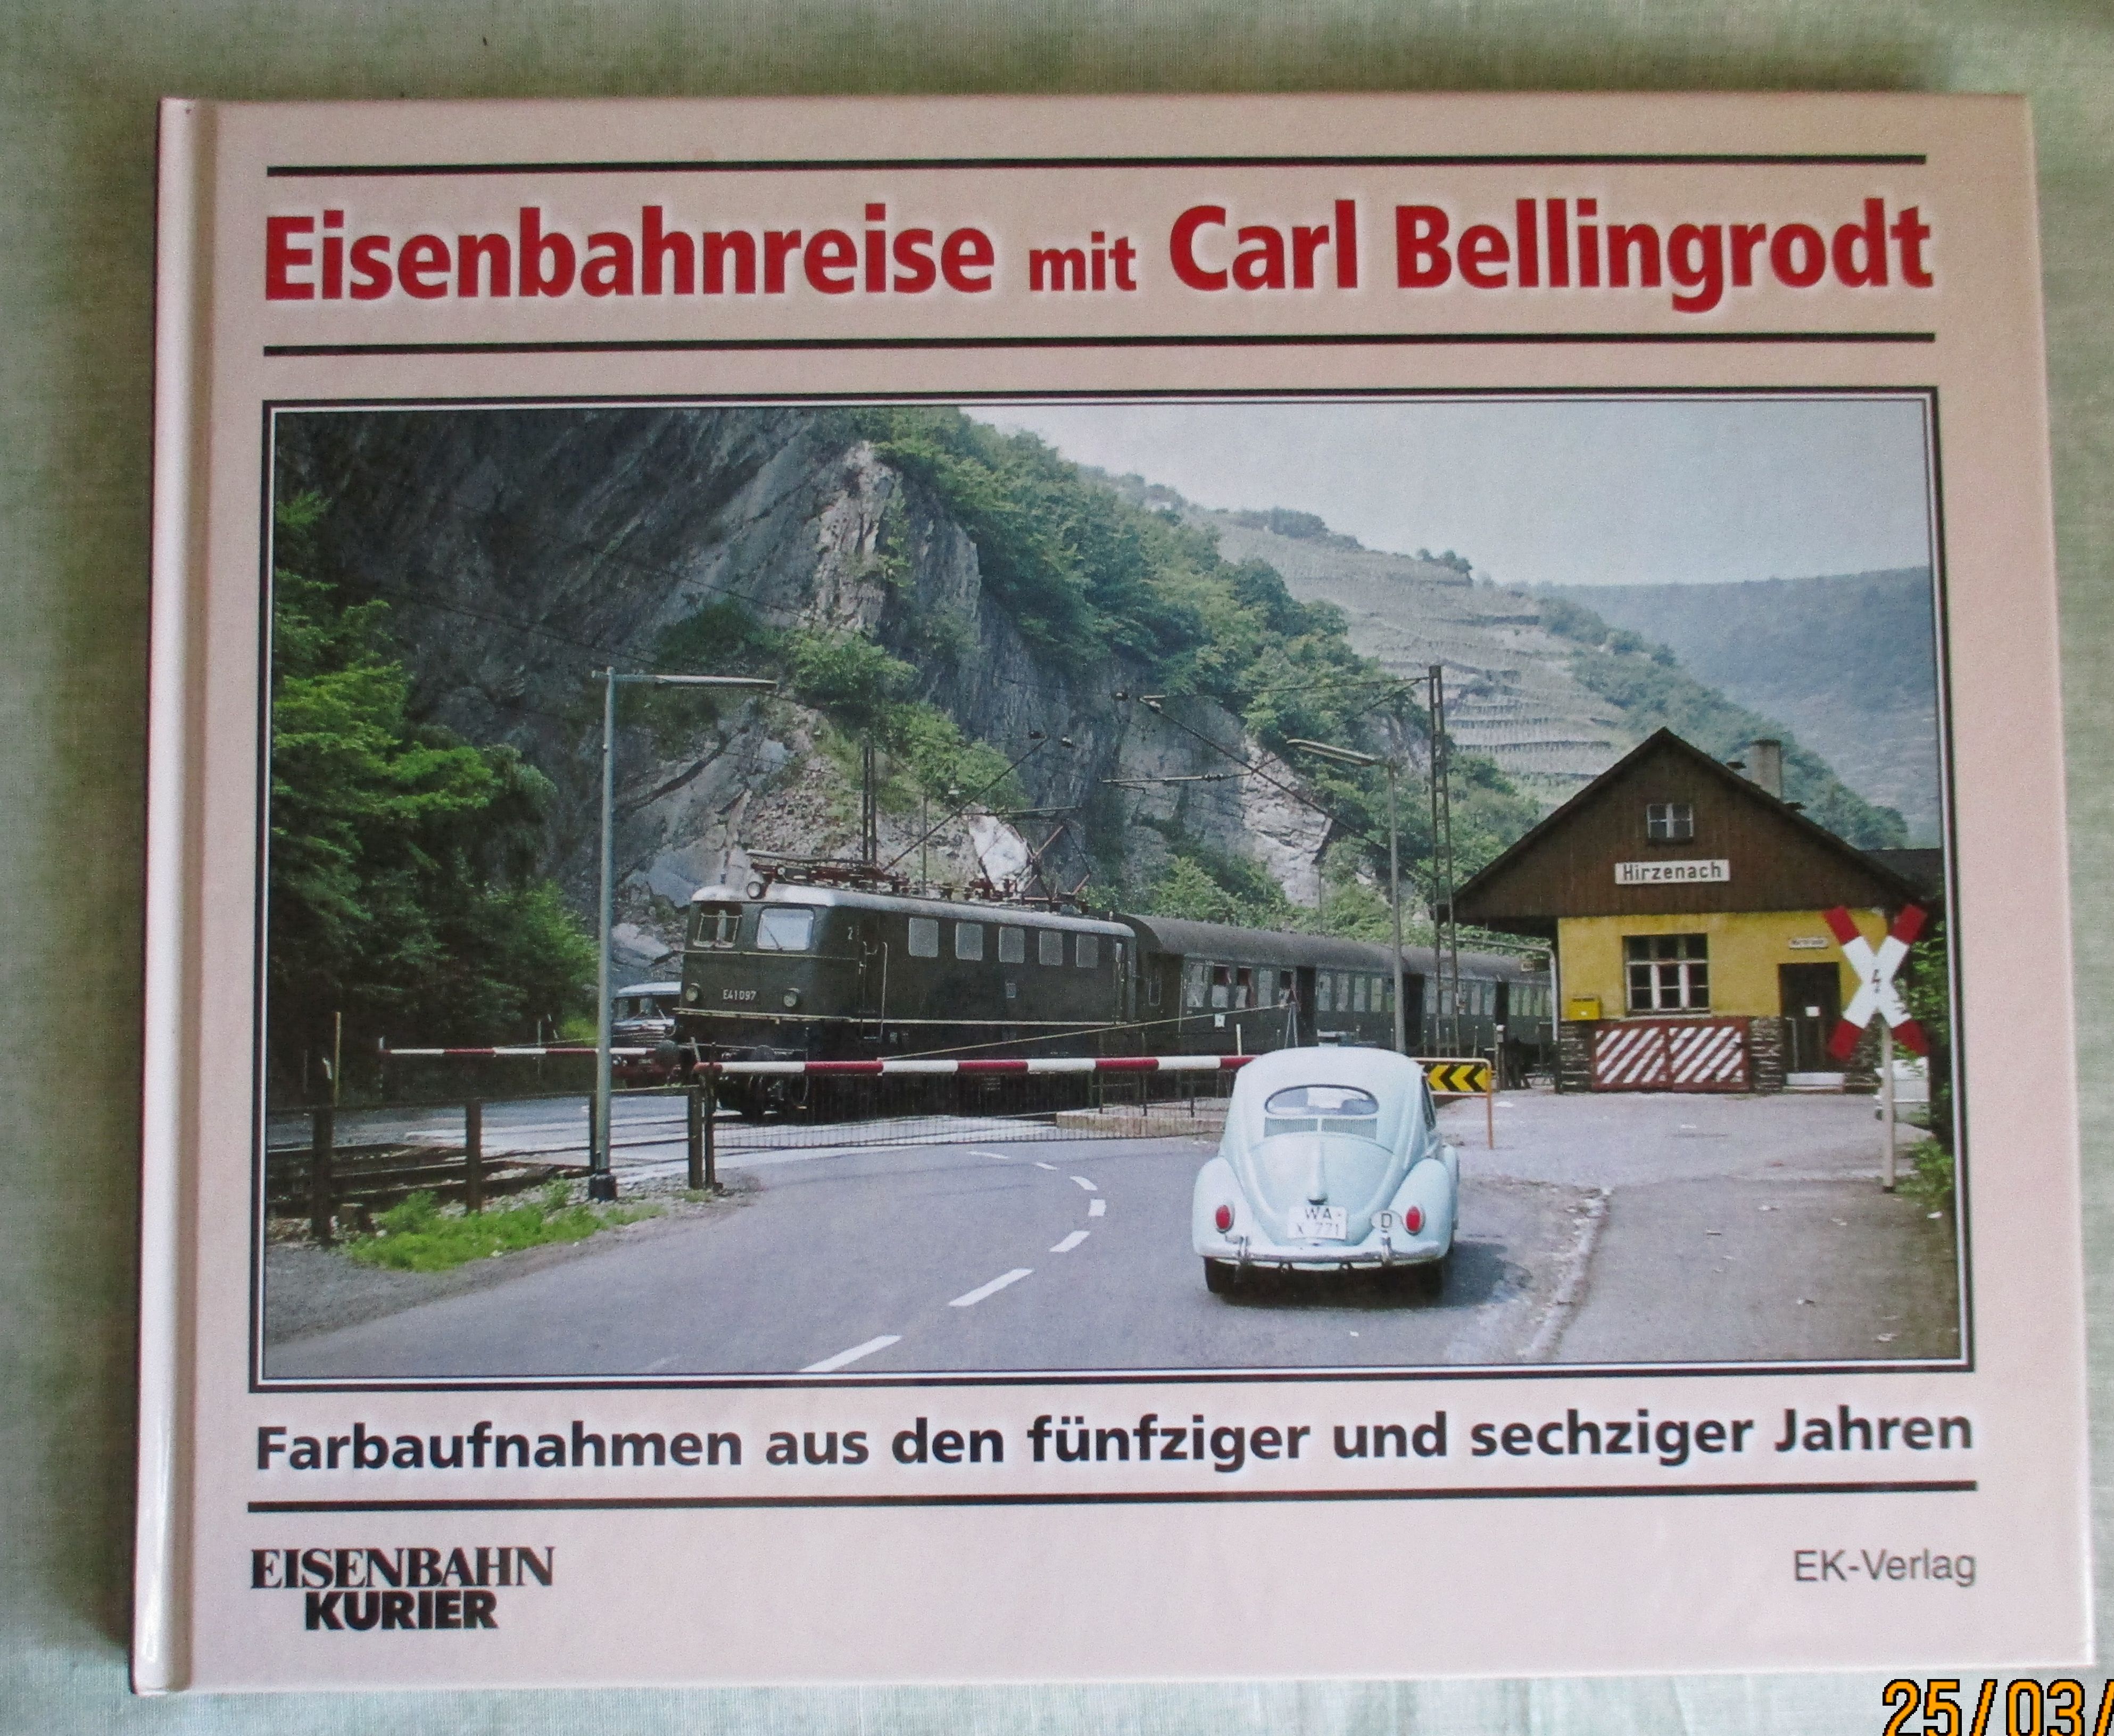 Eisenbahnreise mit Carl Bellingrodt
Hirzenach
2
E41 097
WA-
X 771
D
Farbaufnahmen aus den fünfziger und sechziger Jahren
EISENBAHN
KURIER
EK-Verlag
25/03/